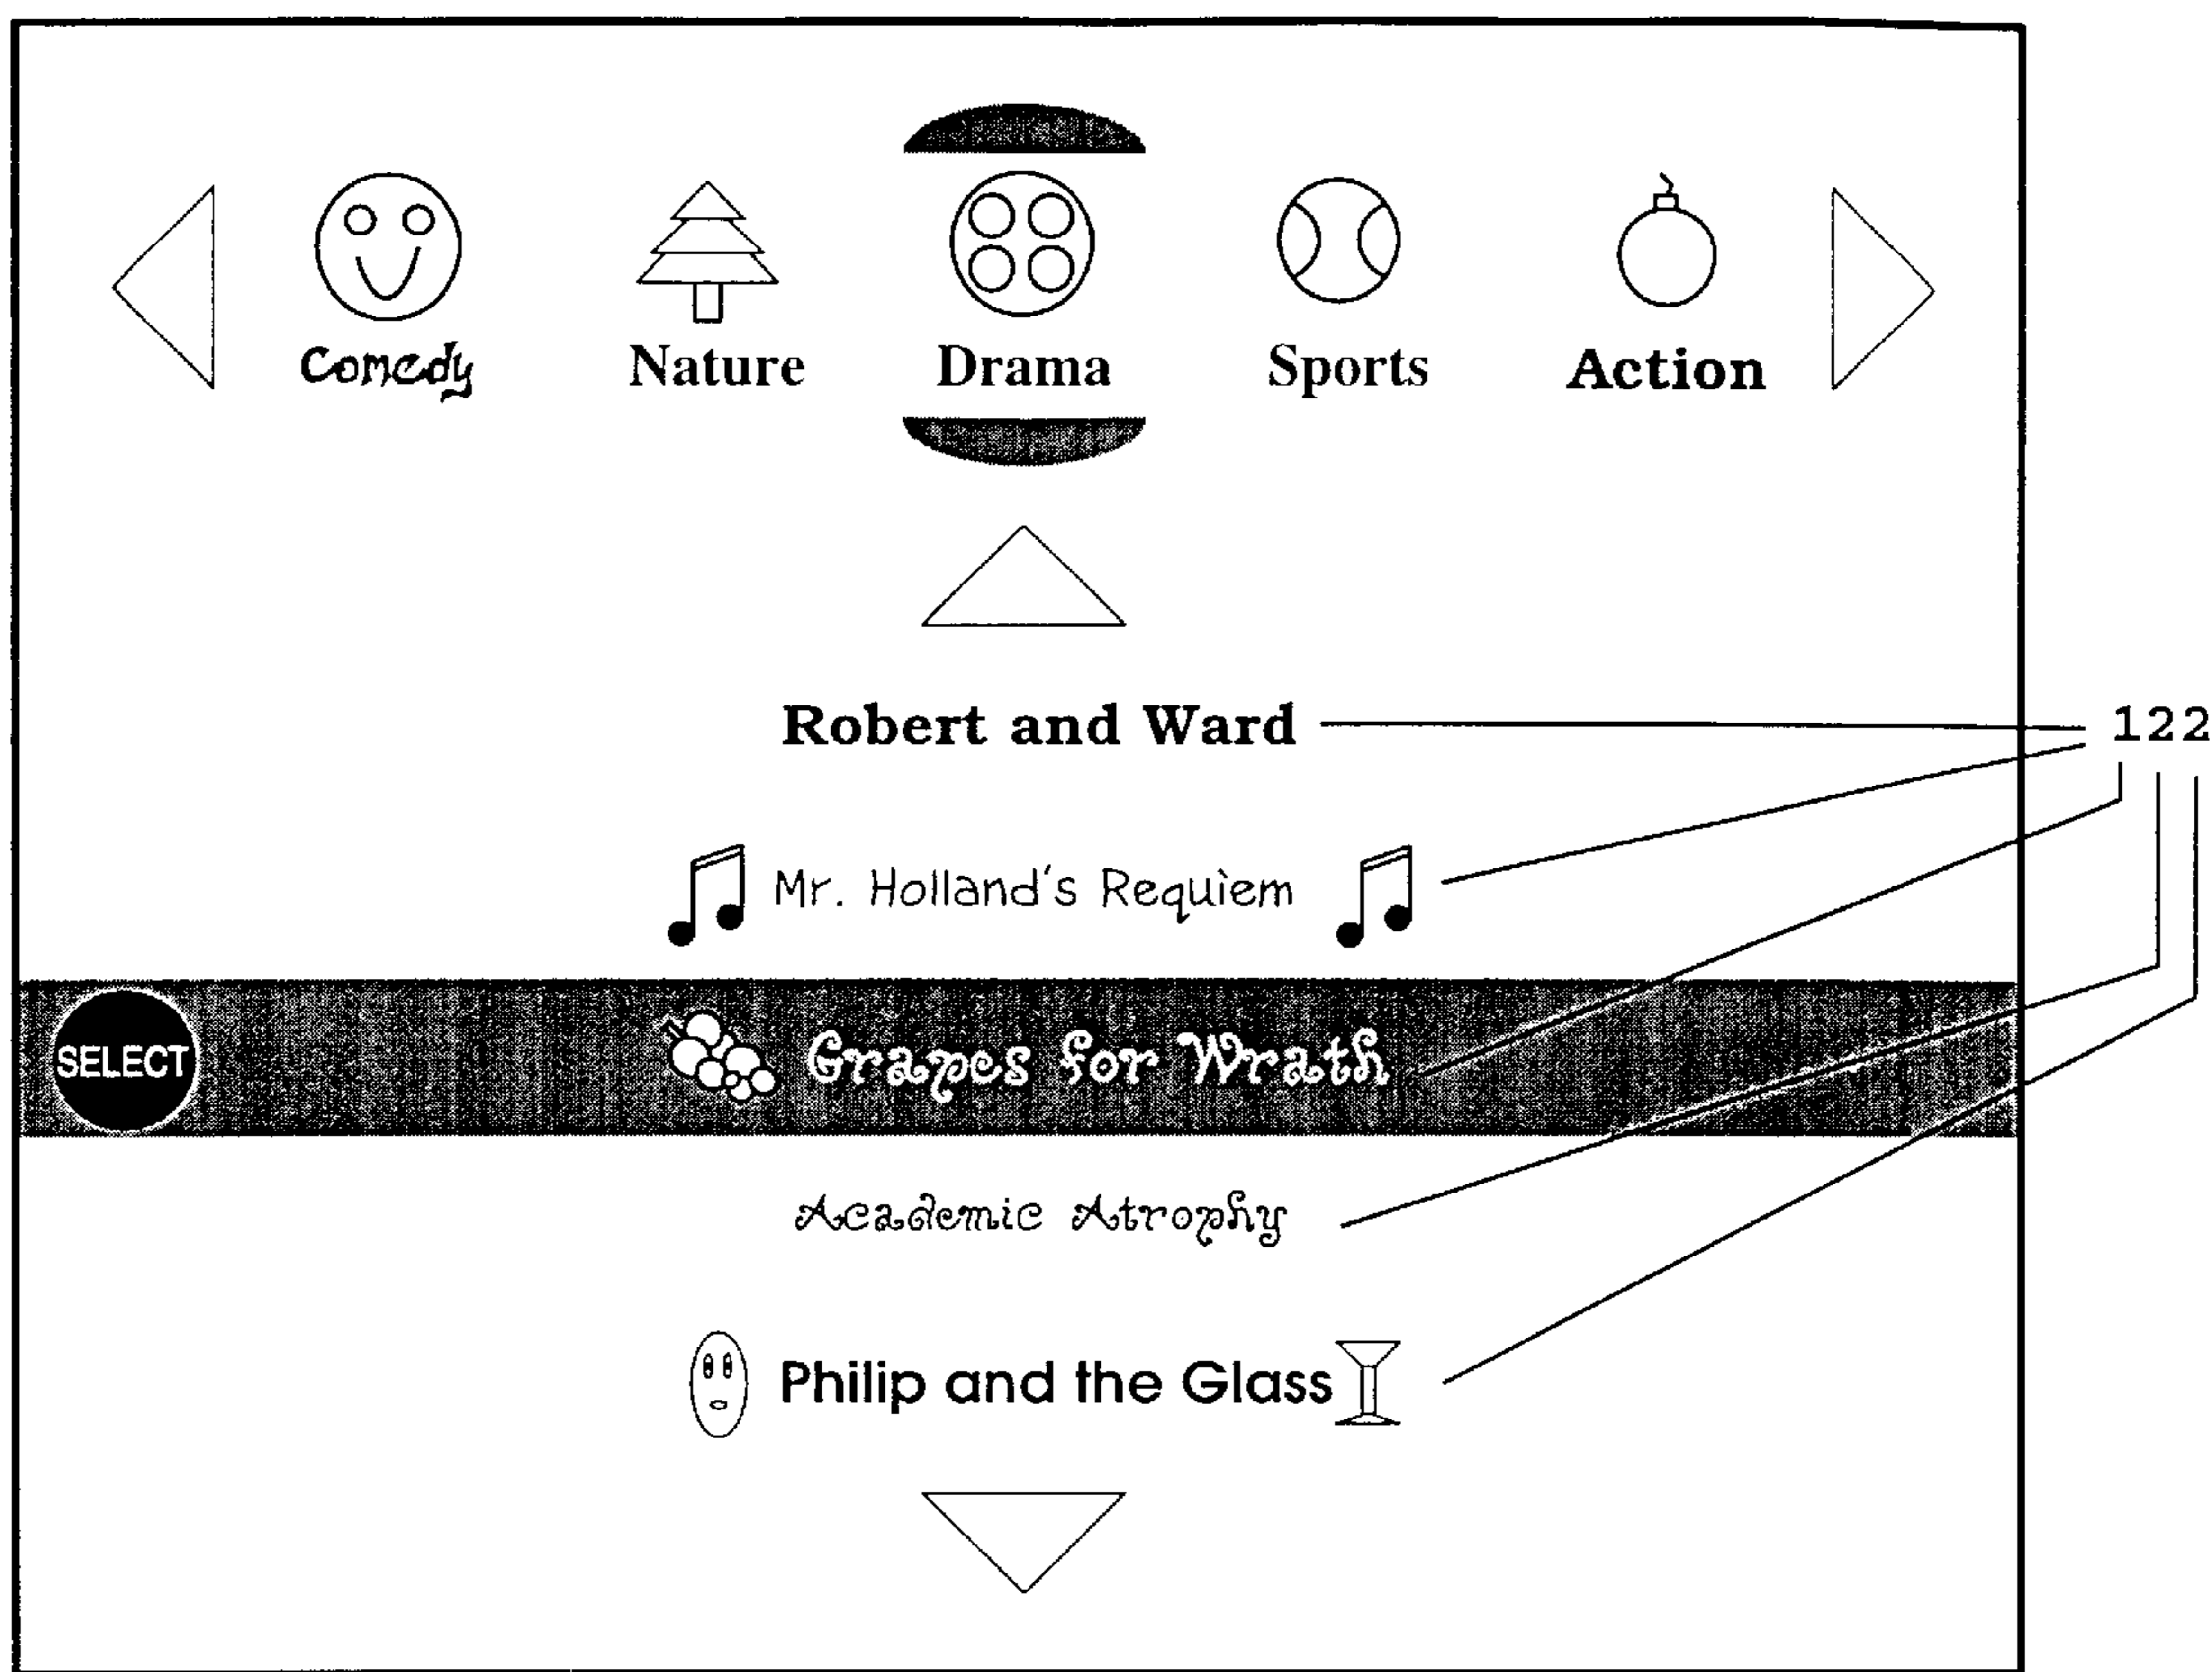 Comedy Nature Drama Sports Action
Robert and Ward
122
Mr. Holland's Requiem
SELECT Grapes for Wrath
Academic Atrophy
Philip and the Glass